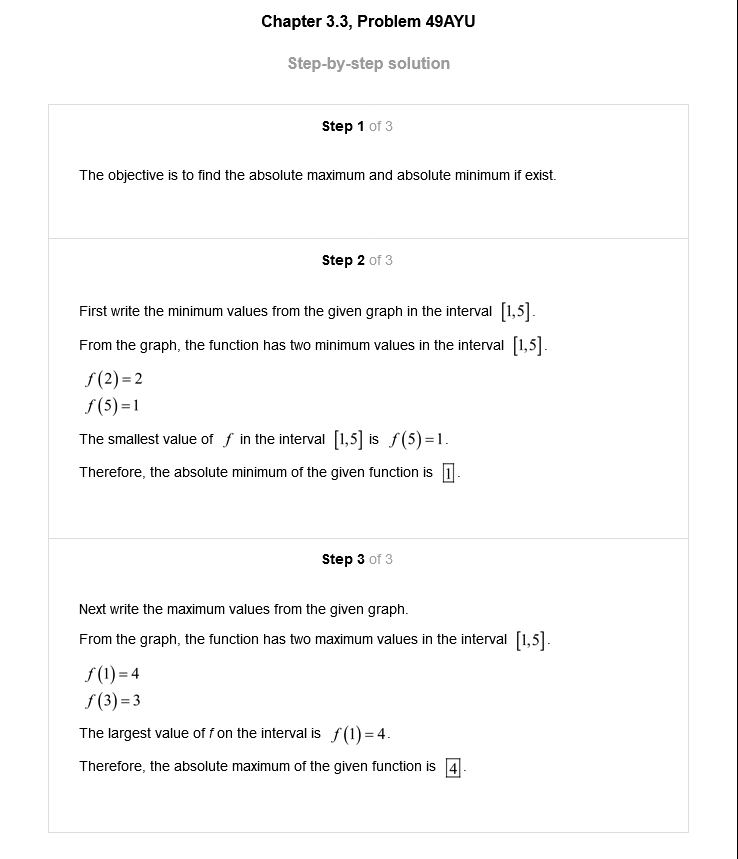 Chapter 3.3, Problem 49AYU
Step-by-step solution
Step 1 of 3
The objective is to find the absolute maximum and absolute minimum if exist.
Step 2 of 3
First write the minimum values from the given graph in the interval [1,5].
From the graph, the function has two minimum values in the interval [1,5].
f(2)=2
f(5)=1
The smallest value of f in the interval [1,5] is f(5)=1.
Therefore, the absolute minimum of the given function is 1.
Step 3 of 3
Next write the maximum values from the given graph.
From the graph, the function has two maximum values in the interval [1,5].
f(1)=4
f(3)=3
The largest value of f on the interval is f(1)=4.
Therefore, the absolute maximum of the given function is 4.